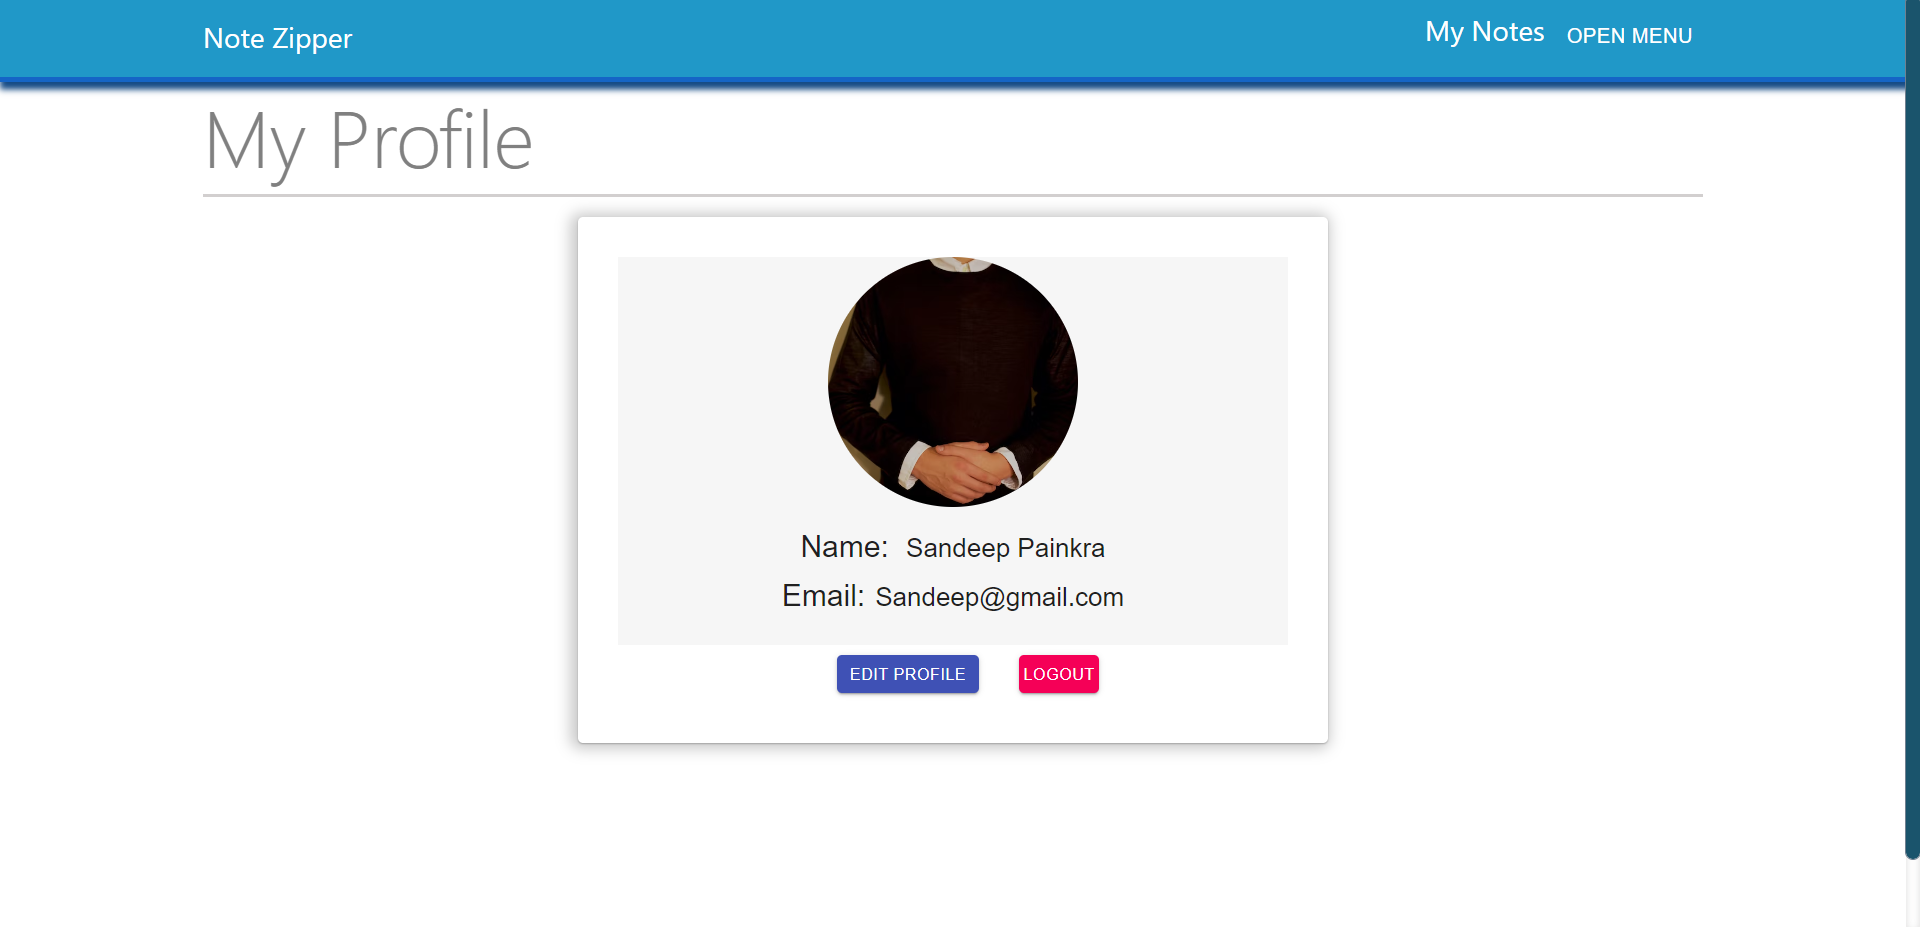 Note Zipper
My Notes OPEN MENU
My Profile
Name: Sandeep Painkra
Email: Sandeep@gmail.com
EDIT PROFILE LOGOUT